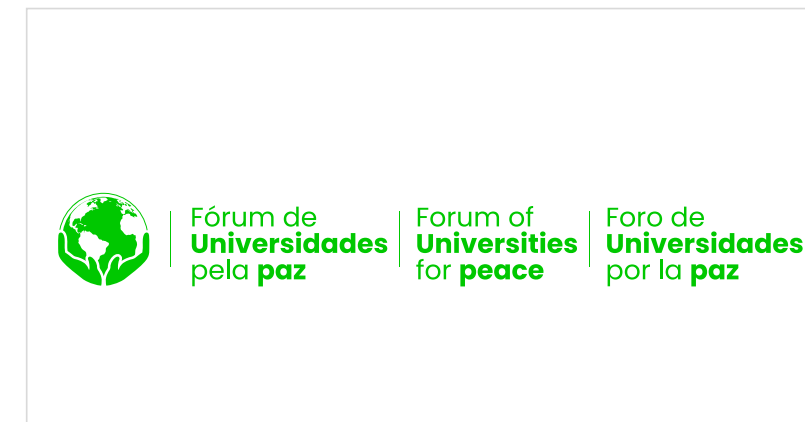 Fórum de
Universidades
pela paz
Forum of
Universities
for peace
Foro de
Universidades
por la paz